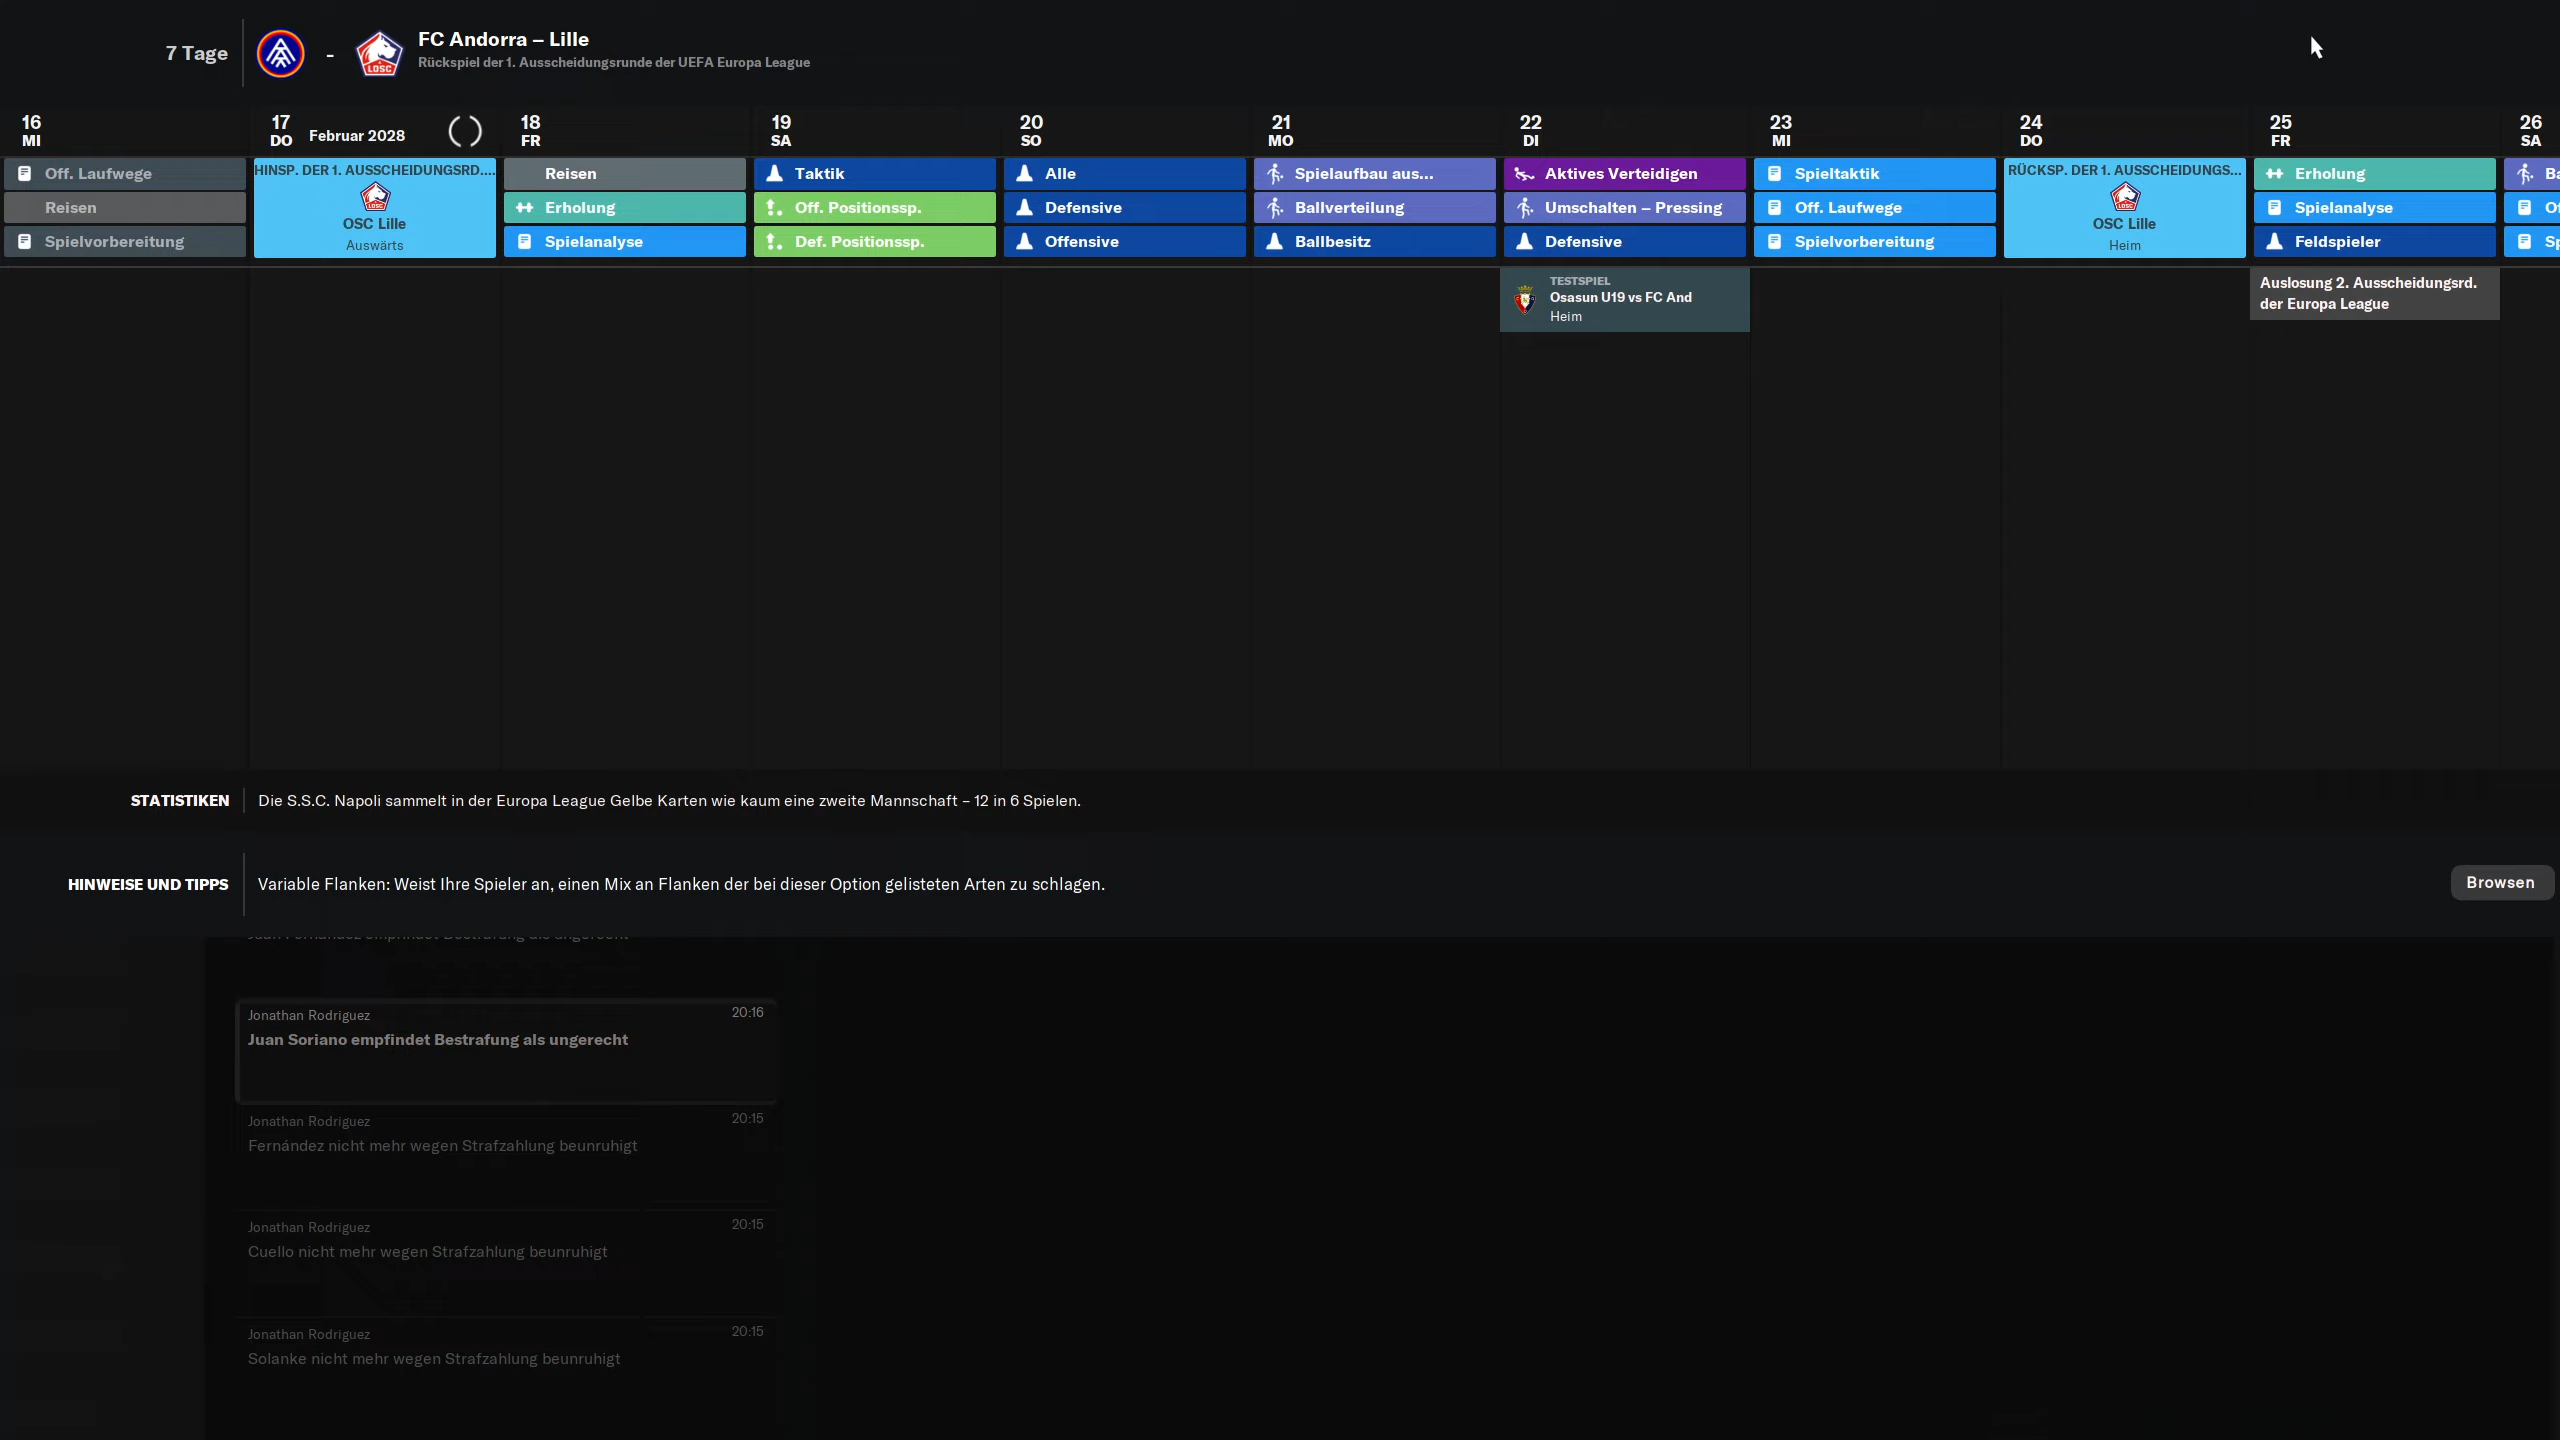 7 Tage
-
FC Andorra – Lille
Rückspiel der 1. Ausscheidungsrunde der UEFA Europa League
16
MI
Off. Laufwege
Reisen
Spielvorbereitung
17
DO
Februar 2028
HINSP. DER 1. AUSSCHEIDUNGSRD....
OSC Lille
Auswärts
18
FR
Reisen
Erholung
Spielanalyse
19
SA
Taktik
Off. Positionssp.
Def. Positionssp.
20
SO
Alle
Defensive
Offensive
21
MO
Spielaufbau aus...
Ballverteilung
Ballbesitz
22
DI
Aktives Verteidigen
Umschalten – Pressing
Defensive
TESTSPIEL
Osasun U19 vs FC And
Heim
23
MI
Spieltaktik
Off. Laufwege
Spielvorbereitung
24
DO
RÜCKSP. DER 1. AUSSCHEIDUNGS...
OSC Lille
Heim
25
FR
Erholung
Spielanalyse
Feldspieler
Auslosung 2. Ausscheidungsrd.
der Europa League
26
SA
STATISTIKEN
Die S.S.C. Napoli sammelt in der Europa League Gelbe Karten wie kaum eine zweite Mannschaft – 12 in 6 Spielen.
HINWEISE UND TIPPS
Variable Flanken: Weist Ihre Spieler an, einen Mix an Flanken der bei dieser Option gelisteten Arten zu schlagen.
Browsen
Jonathan Rodriguez
20:16
Juan Soriano empfindet Bestrafung als ungerecht
Jonathan Rodriguez
20:15
Fernández nicht mehr wegen Strafzahlung beunruhigt
Jonathan Rodriguez
20:15
Cuello nicht mehr wegen Strafzahlung beunruhigt
Jonathan Rodriguez
20:15
Solanke nicht mehr wegen Strafzahlung beunruhigt